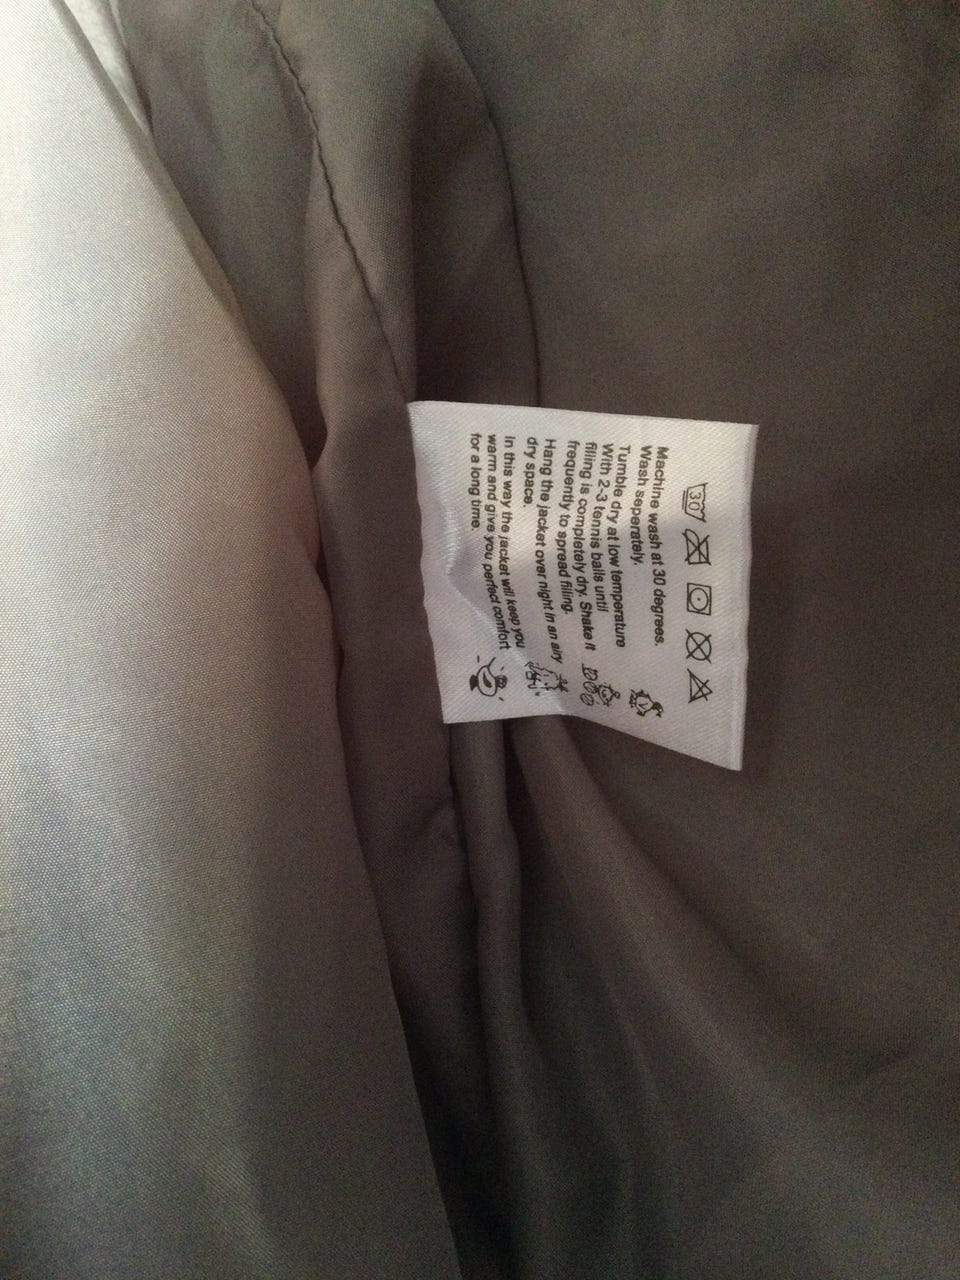 30
Machine wash at 30 degrees.
Wash seperately.
Tumble dry at low temperature
With 2-3 tennis balls until
filling is completely dry. Shake it
frequently to spread filling.
Hang the jacket over night in an airy
dry space.
In this way the jacket will keep you
warm and give you perfect comfort
for a long time.